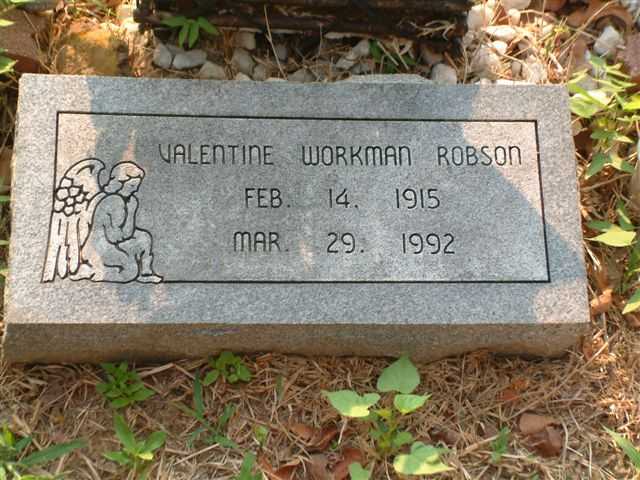 VALENTINE WORKMAN ROBSON
FEB. 14. 1915
MAR. 29. 1992